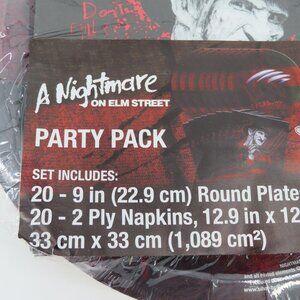 Don't
A Nightmare
ON ELM STREET
PARTY PACK
SET INCLUDES:
20 - 9 in (22.9 cm) Round Plate
20 - 2 Ply Napkins, 12.9 in x 12
33 cm x 33 cm (1,089 cm²)